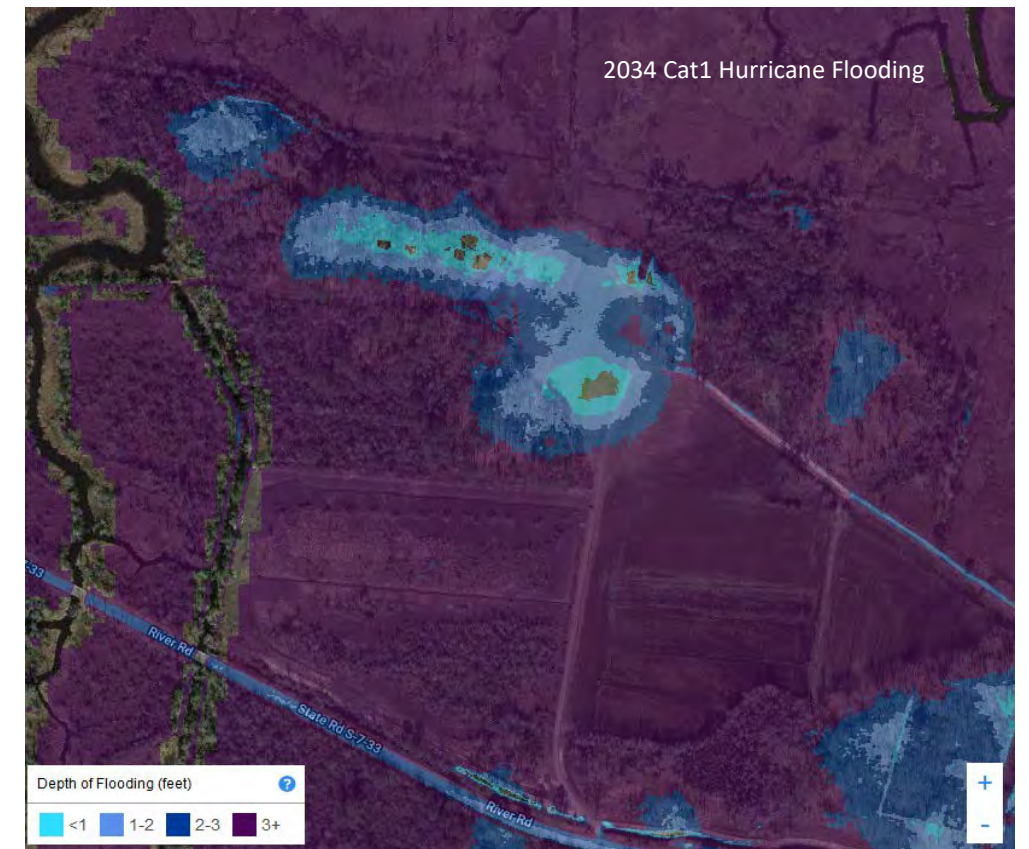 2034 Cat1 Hurricane Flooding
7-33
River Rd
State Rd S-7-33
River Rd
Depth of Flooding (feet) ?
<1 1-2 2-3 3+
+
-